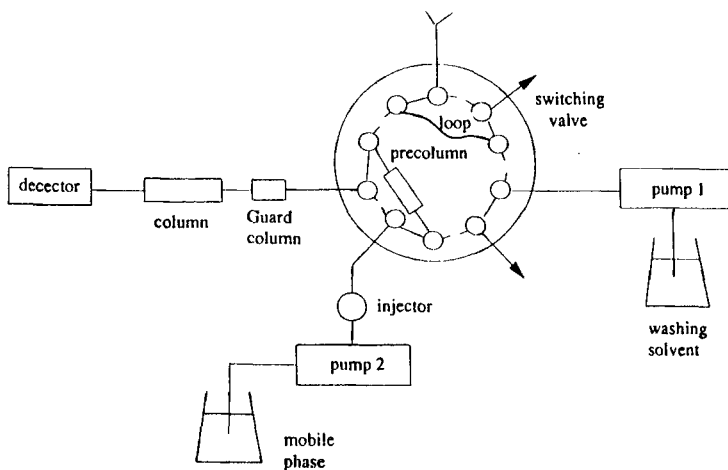 switching
valve
loop
precolumn
decector
column
Guard
column
pump 1
injector
washing
solvent
pump 2
mobile
phase